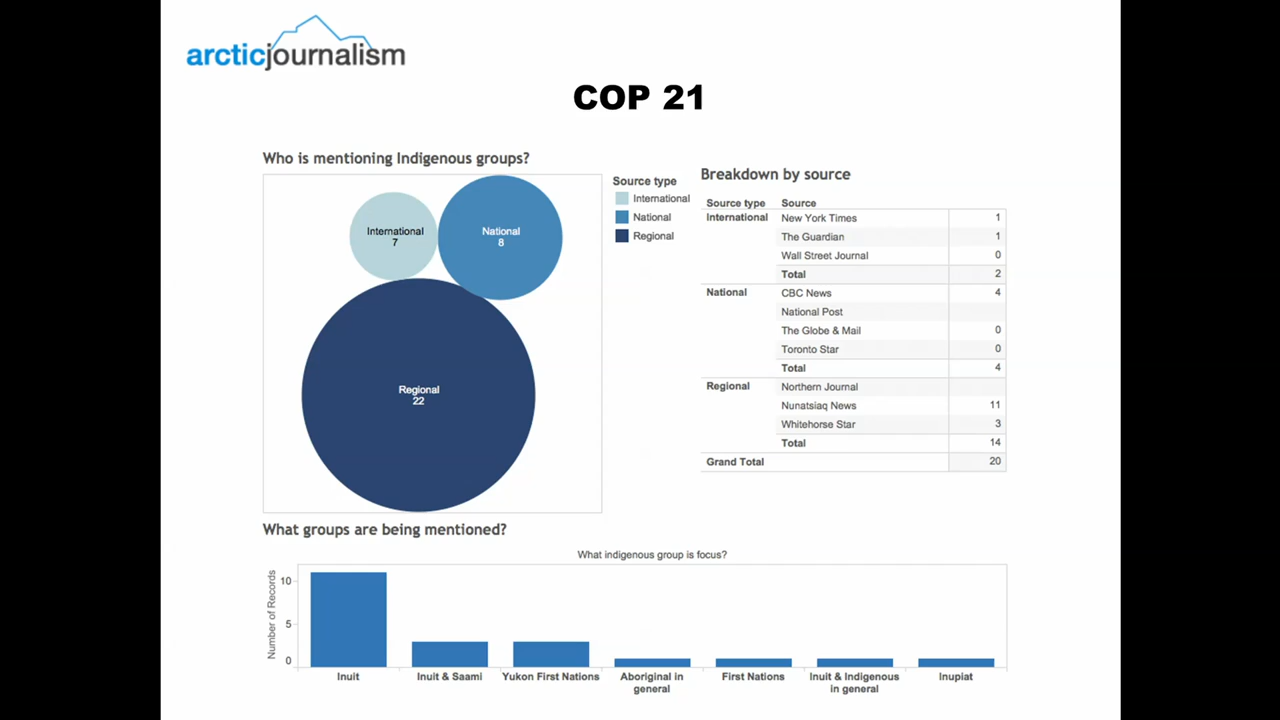 arcticjournalism
COP 21
Who is mentioning Indigenous groups?
International
7
National
8
Regional
22
Source type
International
National
Regional
Breakdown by source
Source type Source
International New York Times 1
The Guardian 1
Wall Street Journal 0
Total 2
National CBC News 4
National Post
The Globe & Mail 0
Toronto Star 0
Total 4
Regional Northern Journal
Nunatsiaq News 11
Whitehorse Star 3
Total 14
Grand Total 20
What groups are being mentioned?
What indigenous group is focus?
Number of Records
10
5
0
Inuit
Inuit & Saami
Yukon First Nations
Aboriginal in
general
First Nations
Inuit & Indigenous
in general
Inupiat